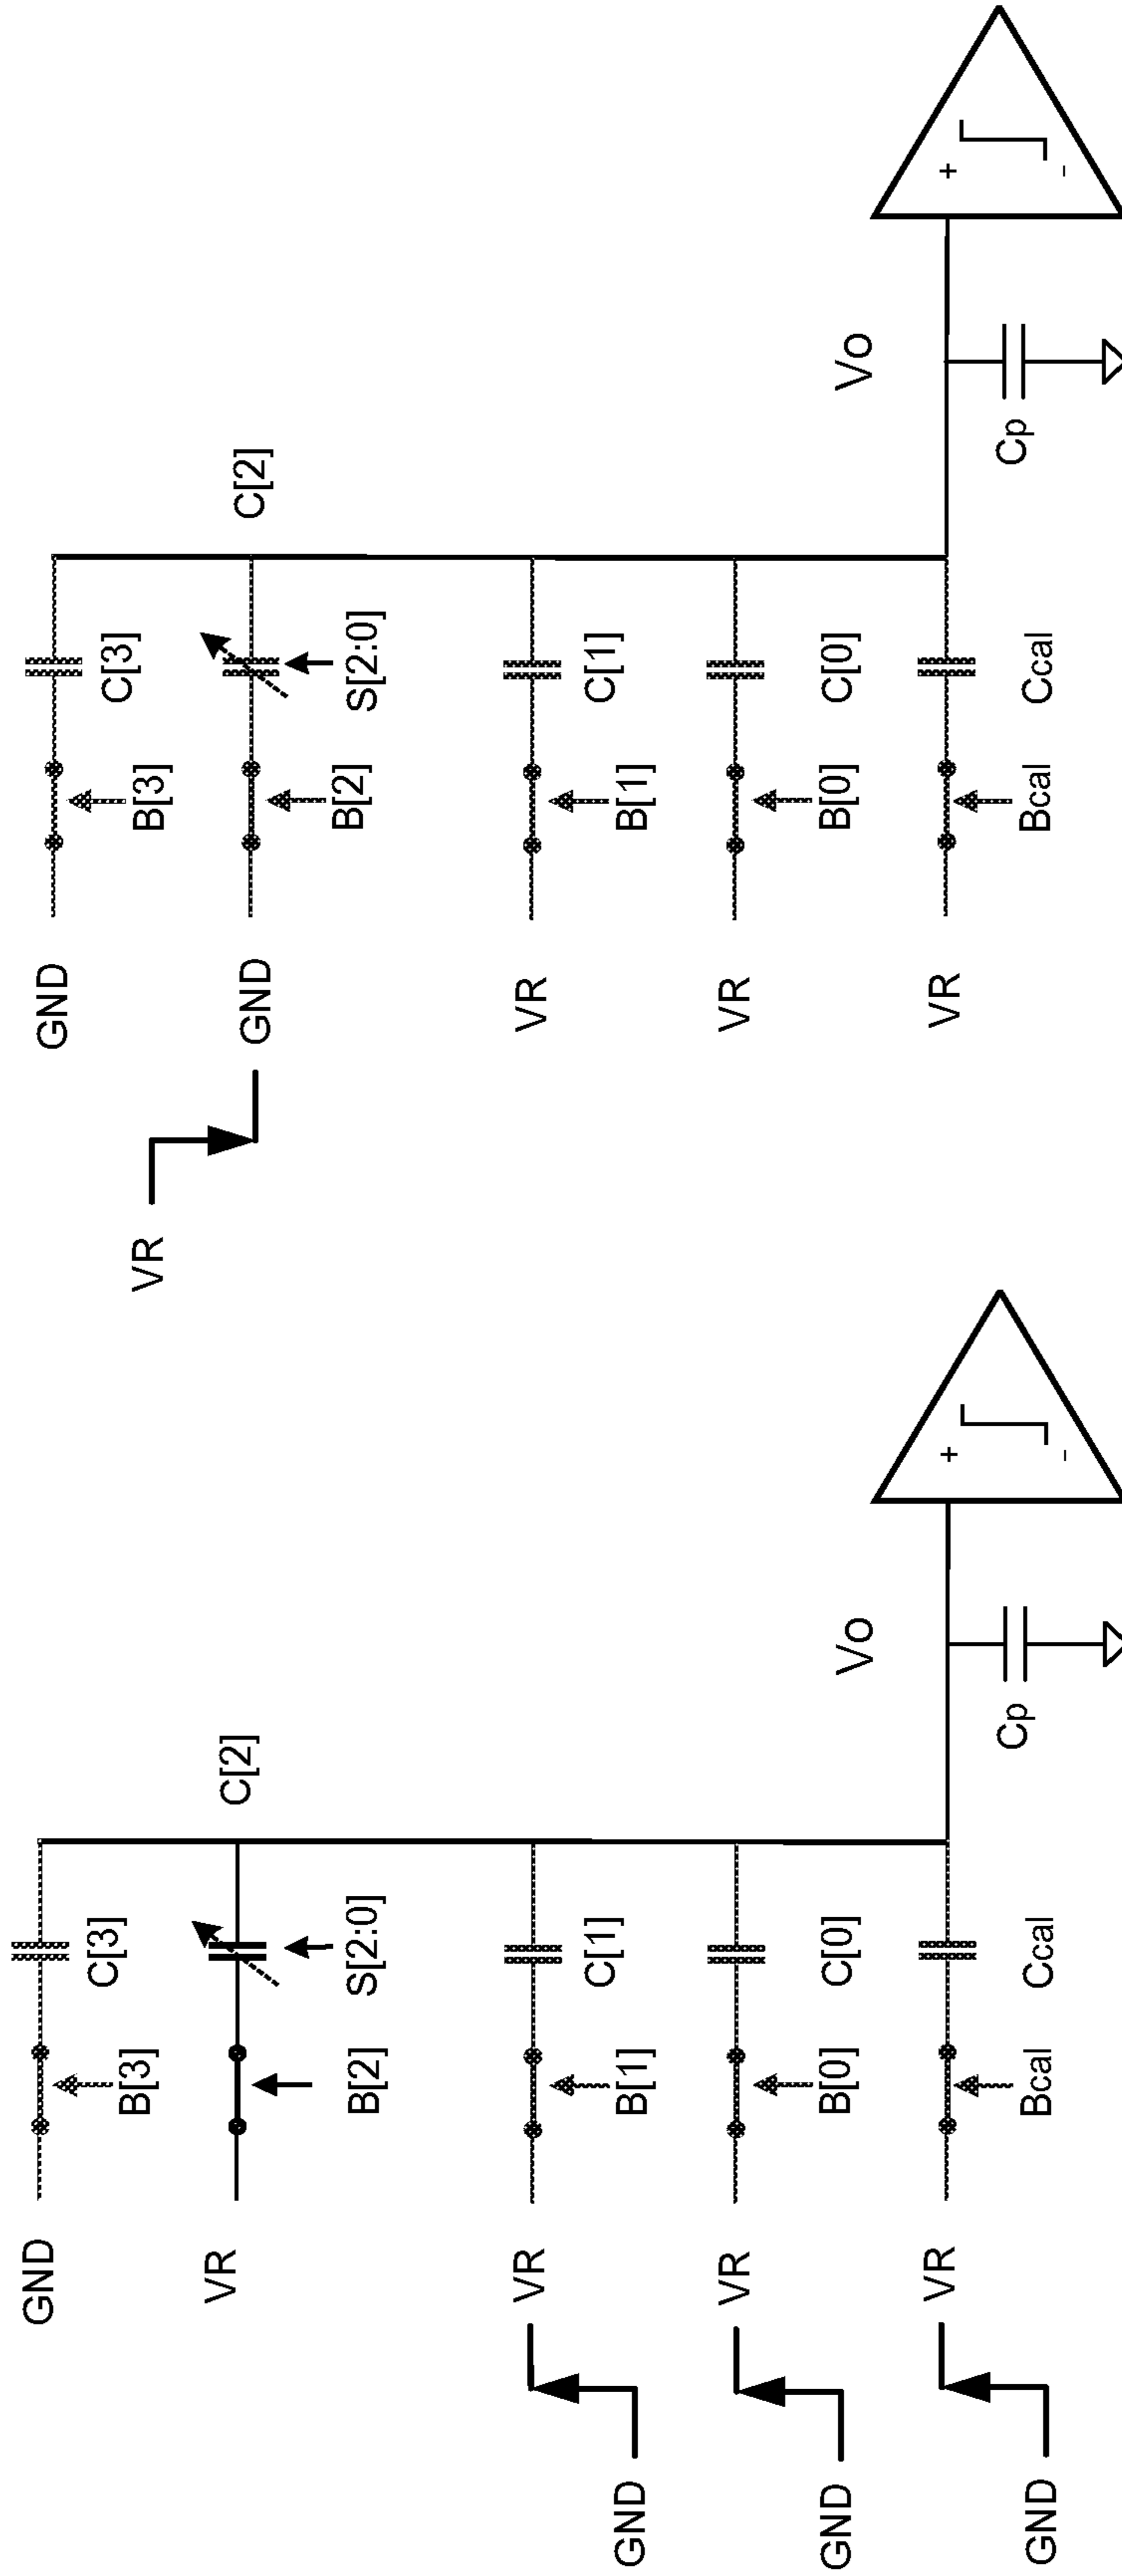 GND
B[3]
C[3]
VR
B[2]
S[2:0]
C[2]
GND
VR
B[1]
C[1]
GND
VR
B[0]
C[0]
GND
VR
Bcal
Ccal
Vo
Cp
+
-
GND
B[3]
C[3]
VR
GND
B[2]
S[2:0]
C[2]
VR
B[1]
C[1]
VR
B[0]
C[0]
VR
Bcal
Ccal
Vo
Cp
+
-